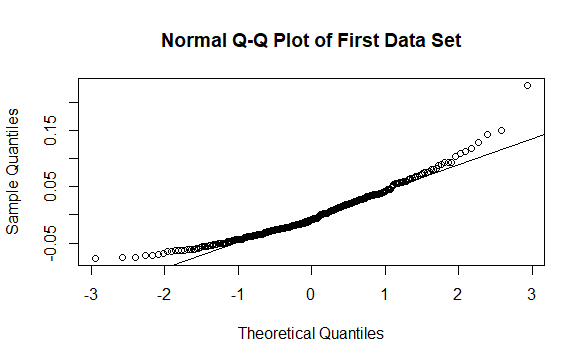 Normal Q-Q Plot of First Data Set
Sample Quantiles
0.15
0.05
-0.05
-3 -2 -1 0 1 2 3
Theoretical Quantiles